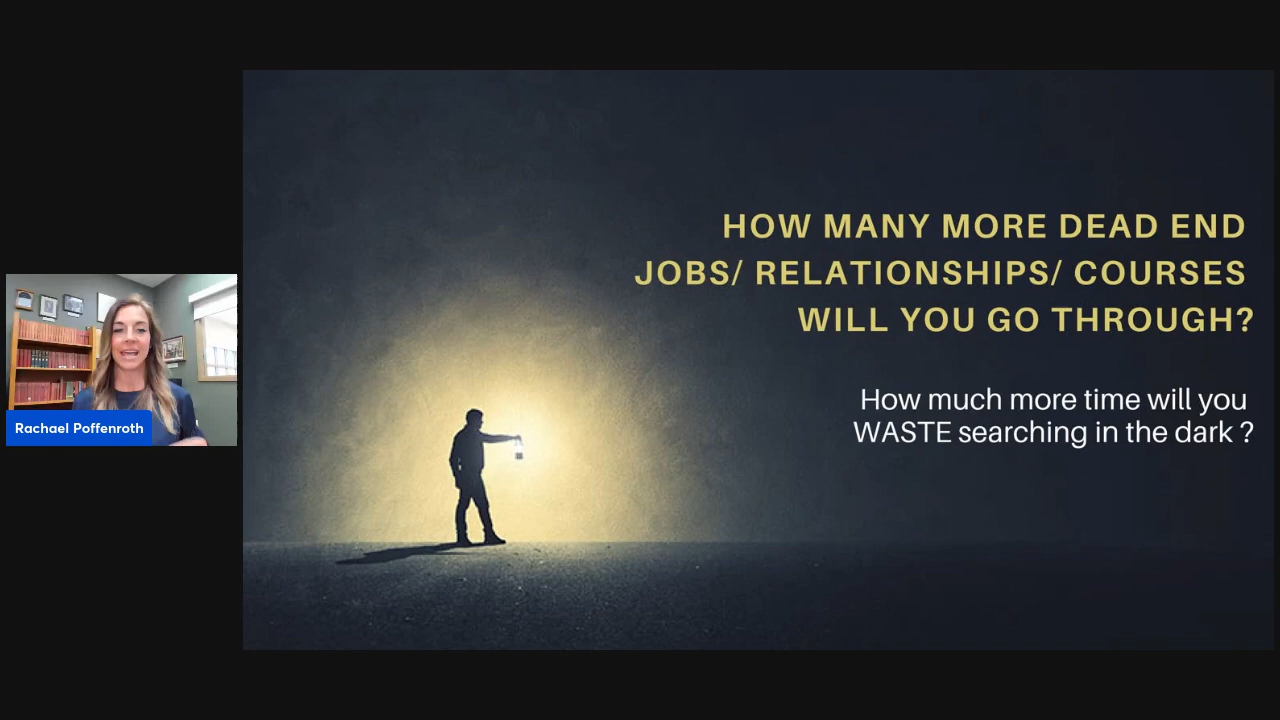 HOW MANY MORE DEAD END
JOBS/ RELATIONSHIPS/ COURSES
WILL YOU GO THROUGH?
How much more time will you
WASTE searching in the dark ?
Rachael Poffenroth